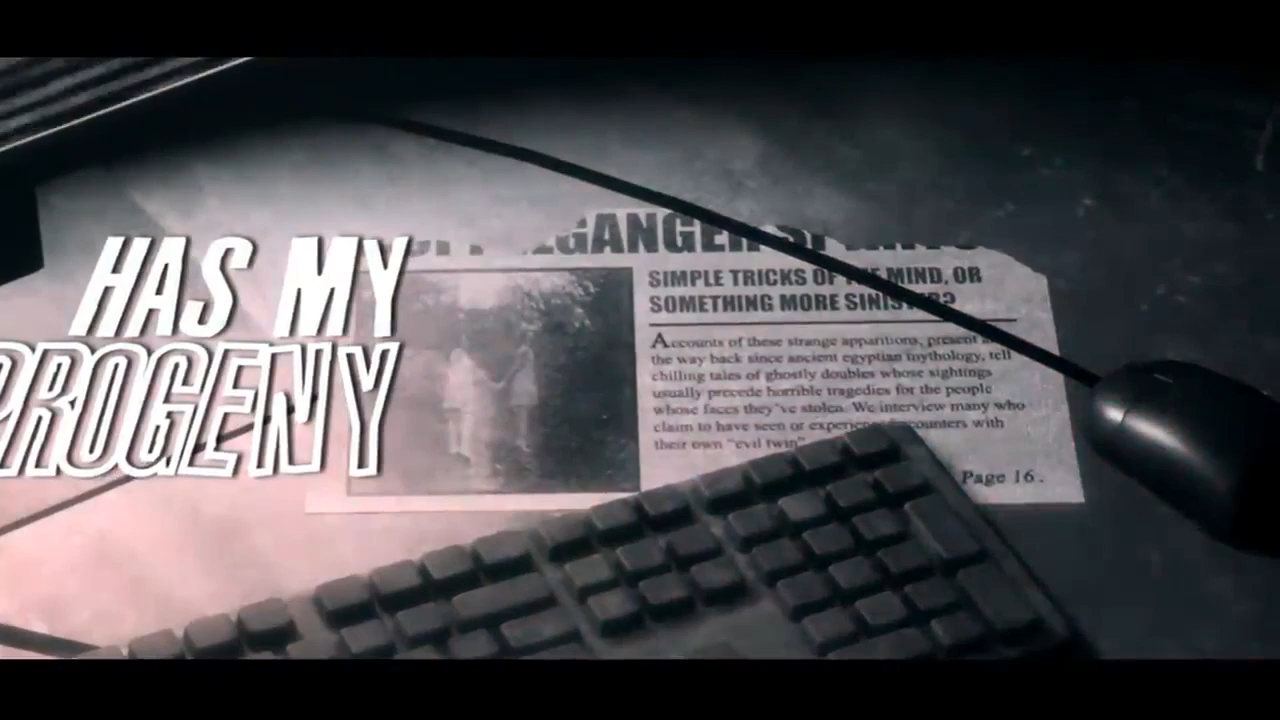 HAS MY
PROGENY
SIMPLE TRICKS OF THE MIND, OR
SOMETHING MORE SINISTER?
Accounts of these strange apparitions, present
the way back since ancient egyptian mythology, tell
chilling tales of ghostly doubles whose sightings
usually precede horrible tragedies for the people
whose faces they've stolen. We interview many who
claim to have seen or experienced encounters with
their own "evil twin"
Page 16.